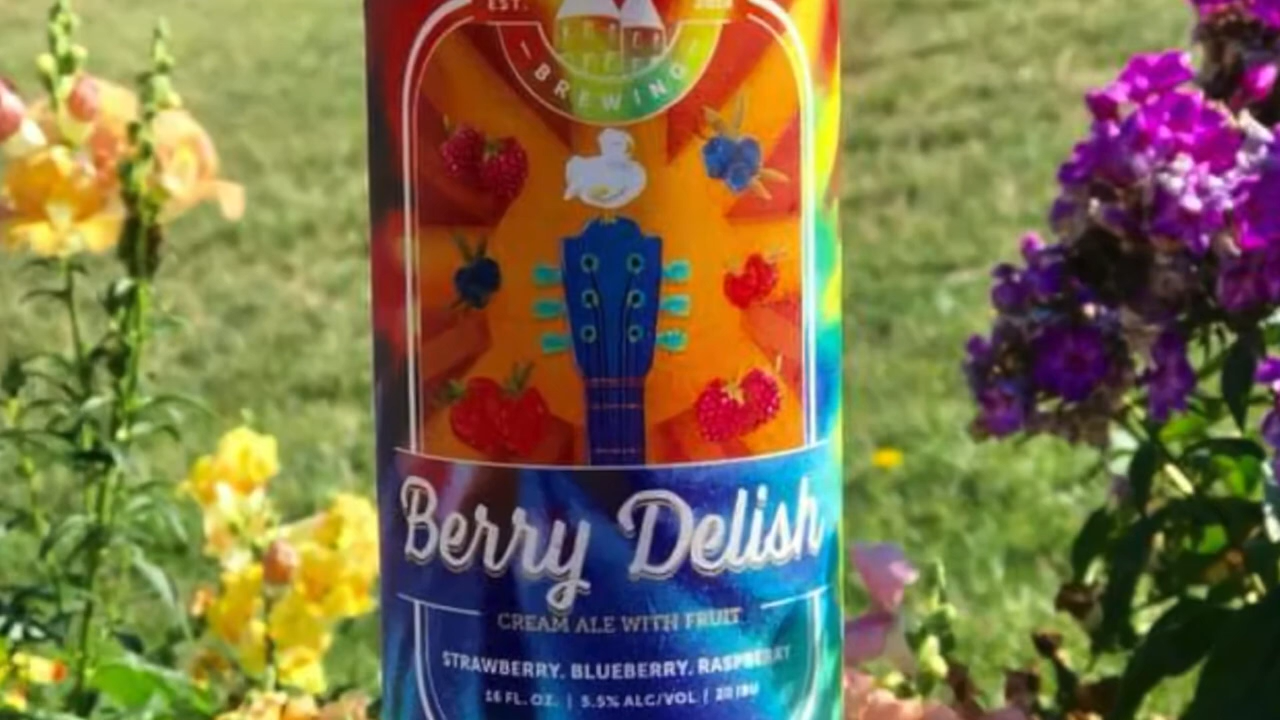 EST. 2018
BREWING
Berry Delish
CREAM ALE WITH FRUIT
STRAWBERRY. BLUEBERRY. RASPBERRY
16 FL. OZ. | 5.5% ALC/VOL | 20 IBU